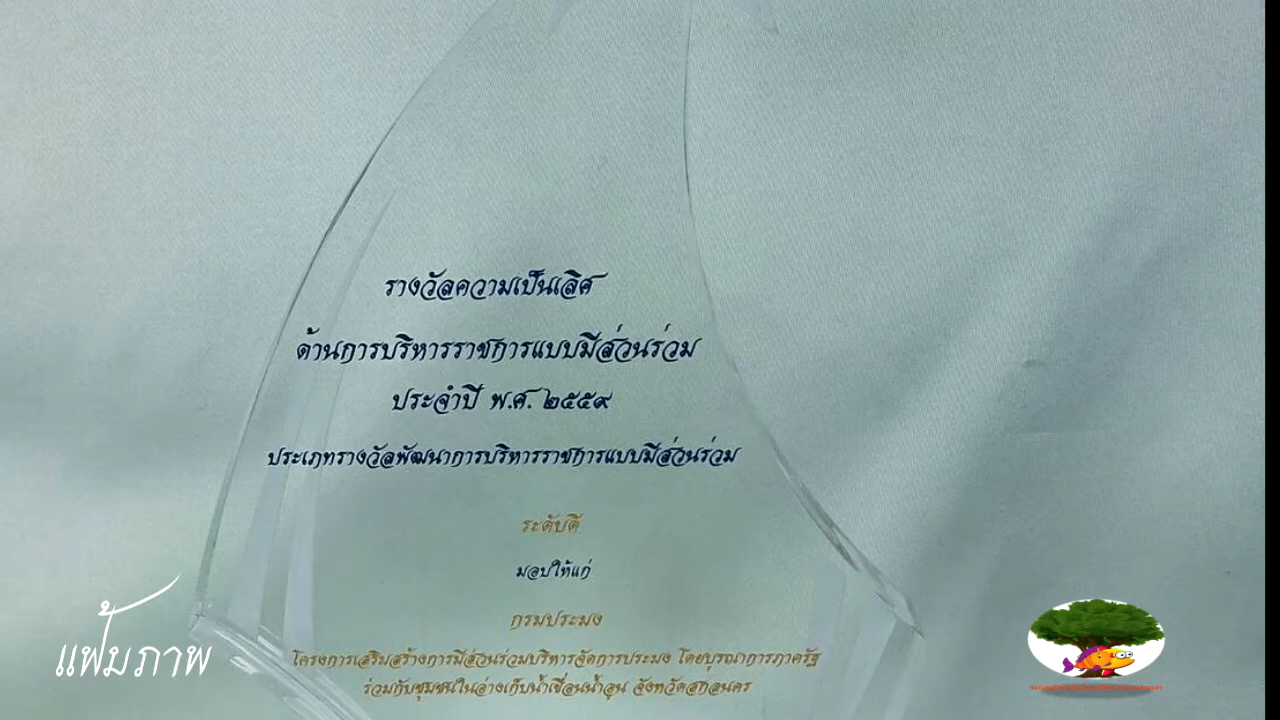 รางวัลความเป็นเลิศ
ด้านการบริหารราชการแบบมีส่วนร่วม
ประจำปี พ.ศ. ๒๕๕๙
ประเภทรางวัลพัฒนาการบริหารราชการแบบมีส่วนร่วม
ระดับดี
มอบให้แก่
กรมประมง
โครงการเสริมสร้างการมีส่วนร่วมบริหารจัดการประมง โดยบูรณาการภาครัฐ
ร่วมกับชุมชนในอ่างเก็บน้ำเขื่อนน้ำอูน จังหวัดสกลนคร
แฟ้มภาพ